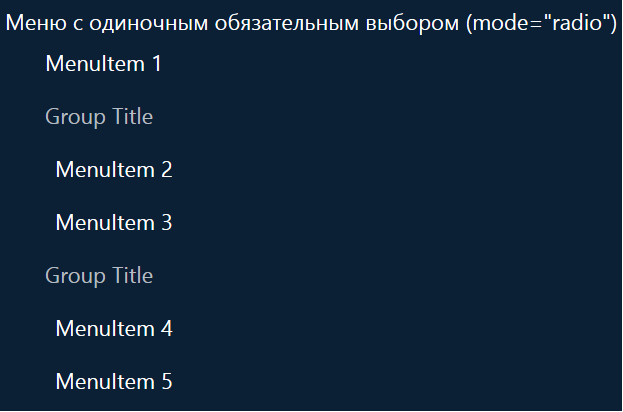 Меню с одиночным обязательным выбором (mode="radio")
MenuItem 1
Group Title
MenuItem 2
MenuItem 3
Group Title
MenuItem 4
MenuItem 5